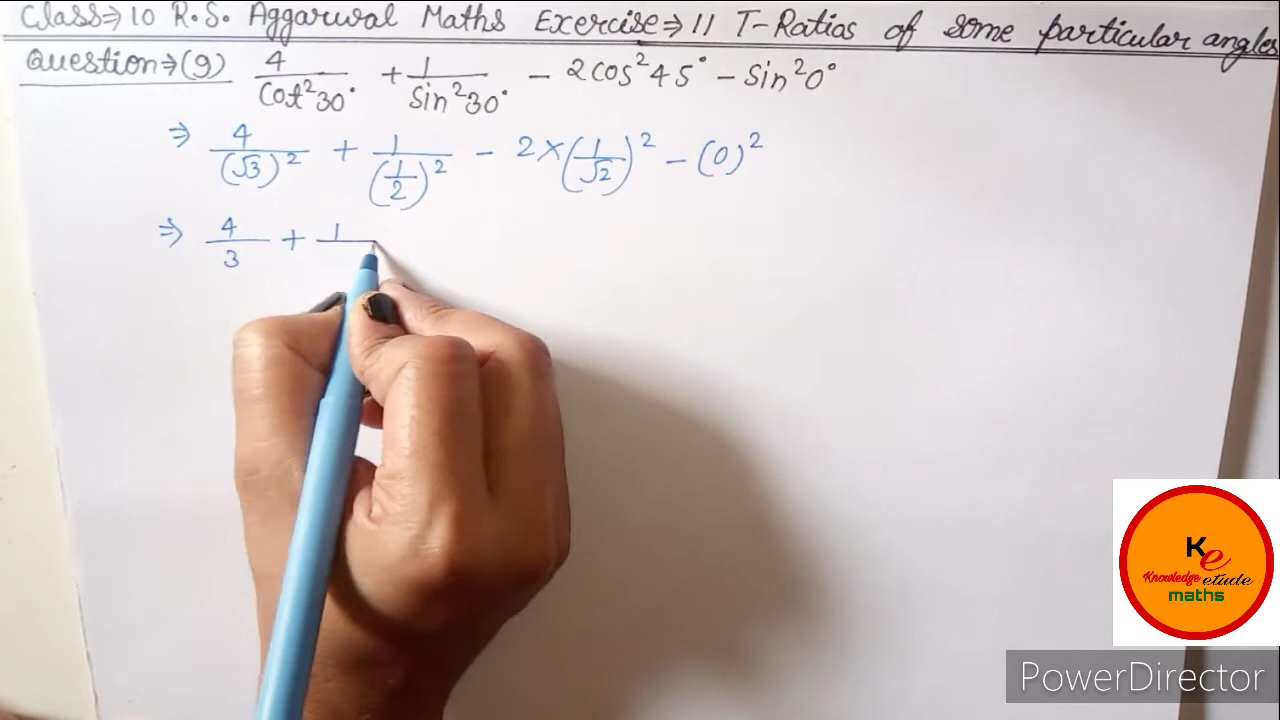 Class⇒10 R.S. Aggarwal Maths Exercise⇒11 T-Ratios of some particular angles
Question⇒(9) 4/Cot²30° + 1/Sin²30° - 2cos²45° - Sin²0°
⇒ 4/(√3)² + 1/(1/2)² - 2×(1/√2)² - (0)²
⇒ 4/3 + 1/
Ke
Knowledge etude
maths
PowerDirector